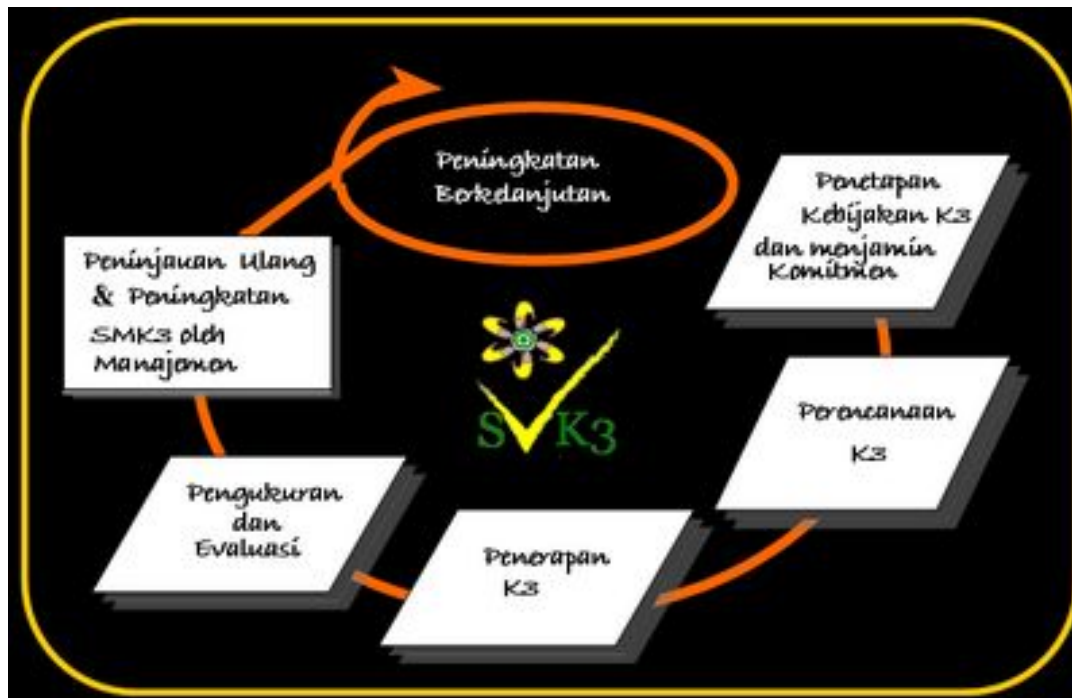 Peningkatan
Berkelanjutan
Penetapan
Kebijakan K3
dan menjamin
Komitmen
Perencanaan
K3
Penerapan
K3
Pengukuran
dan
Evaluasi
Peninjauan Ulang
& Peningkatan
SMK3 oleh
Manajemen
S K3